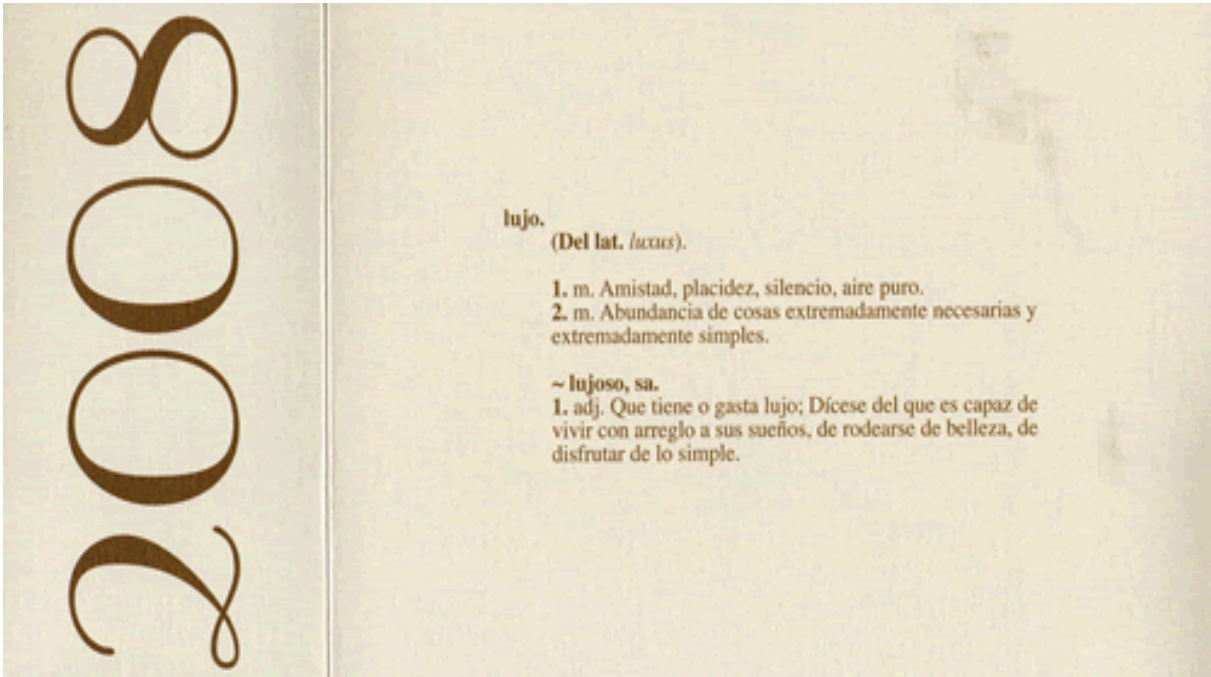 2008
lujo.
(Del lat. luxus).
1. m. Amistad, placidez, silencio, aire puro.
2. m. Abundancia de cosas extremadamente necesarias y
extremadamente simples.
~ lujoso, sa.
1. adj. Que tiene o gasta lujo; Dícese del que es capaz de
vivir con arreglo a sus sueños, de rodearse de belleza, de
disfrutar de lo simple.